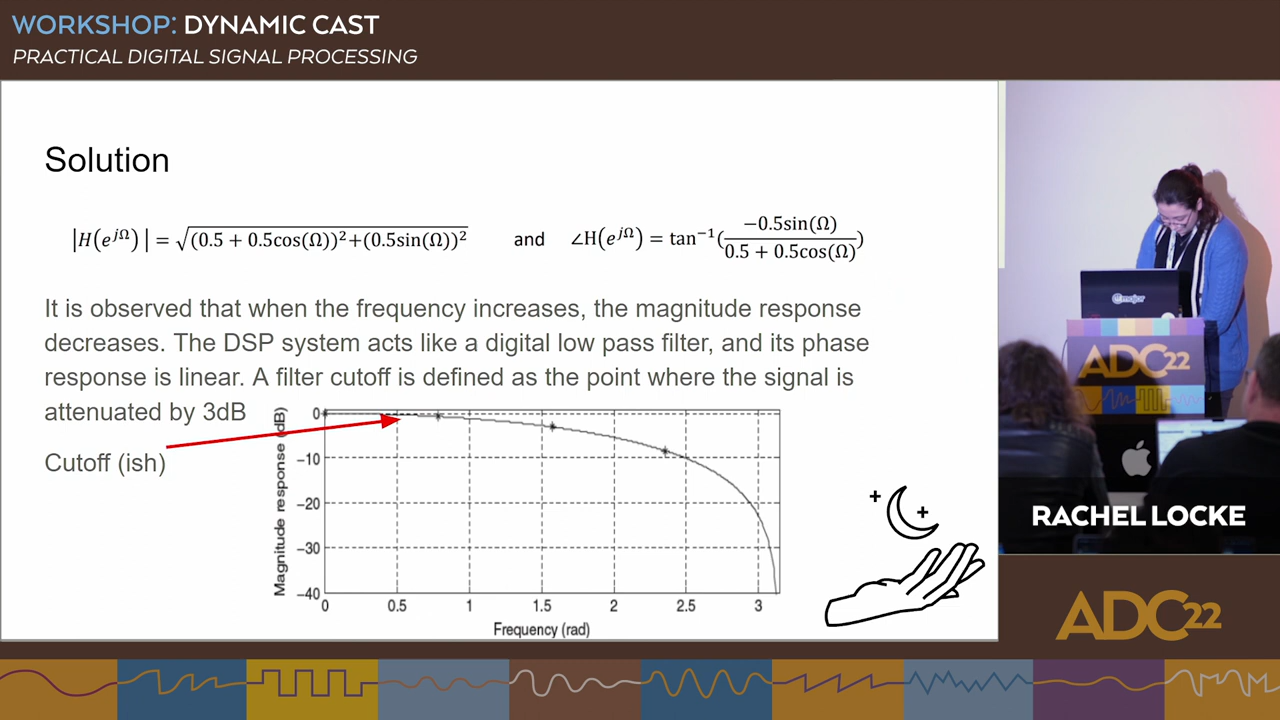 WORKSHOP: DYNAMIC CAST
PRACTICAL DIGITAL SIGNAL PROCESSING
Solution
|H(e^{jΩ})| = √((0.5 + 0.5cos(Ω))²+(0.5sin(Ω))²) and ∠H(e^{jΩ}) = tan⁻¹(−0.5sin(Ω) / 0.5 + 0.5cos(Ω))
It is observed that when the frequency increases, the magnitude response
decreases. The DSP system acts like a digital low pass filter, and its phase
response is linear. A filter cutoff is defined as the point where the signal is
attenuated by 3dB
Cutoff (ish)
Magnitude response (dB)
0
−10
−20
−30
−40
0 0.5 1 1.5 2 2.5 3
Frequency (rad)
ADC22
RACHEL LOCKE
ADC22